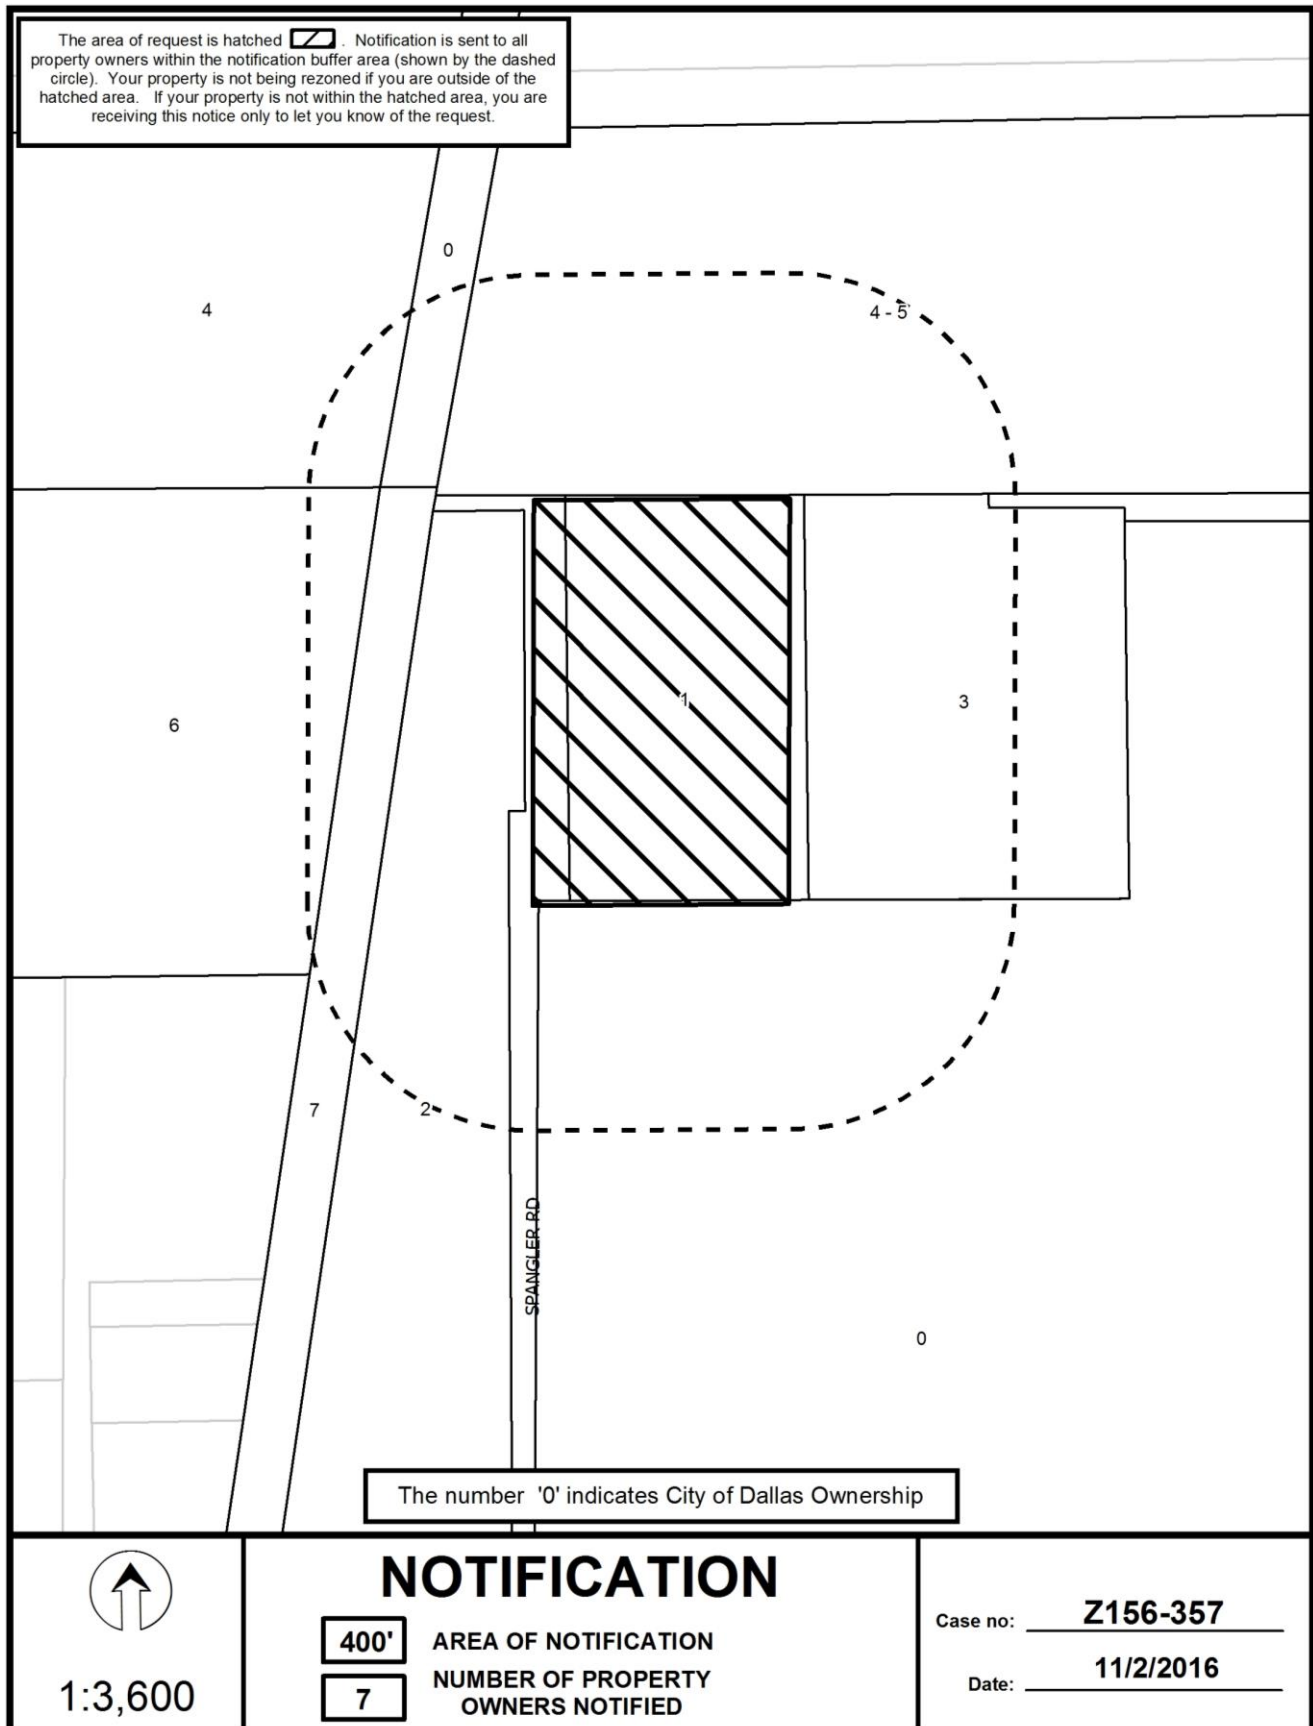 The area of request is hatched . Notification is sent to all
property owners within the notification buffer area (shown by the dashed
circle). Your property is not being rezoned if you are outside of the
hatched area. If your property is not within the hatched area, you are
receiving this notice only to let you know of the request.
0
4
4 - 5
1
3
6
7
2
SPANGLER RD
0
The number '0' indicates City of Dallas Ownership
1:3,600
NOTIFICATION
400' AREA OF NOTIFICATION
7 NUMBER OF PROPERTY
OWNERS NOTIFIED
Case no: Z156-357
Date: 11/2/2016